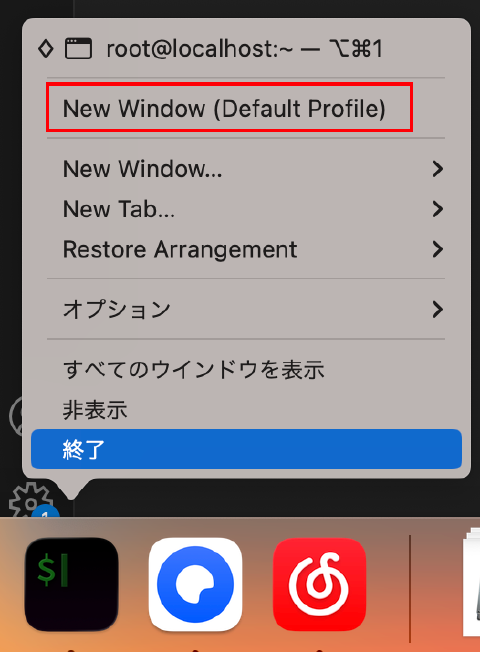 root@localhost:~ — ⌥⌘1
New Window (Default Profile)
New Window...
New Tab...
Restore Arrangement
オプション
すべてのウインドウを表示
非表示
終了
$